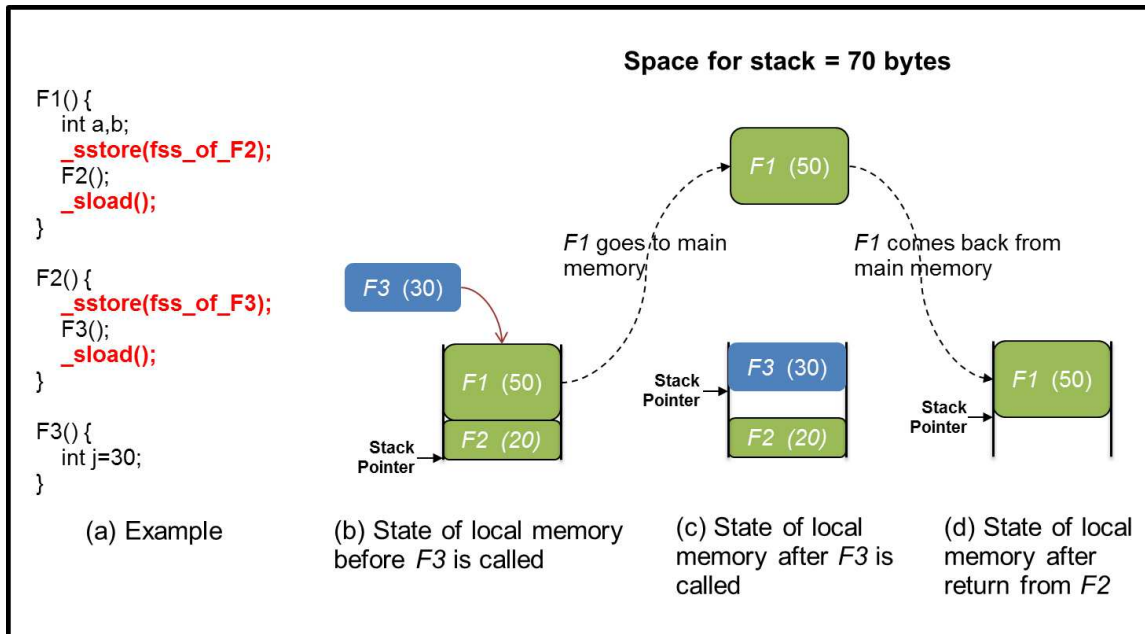 Space for stack = 70 bytes
F1() {
int a,b;
_sstore(fss_of_F2);
F2();
_sload();
}
F2() {
_sstore(fss_of_F3);
F3();
_sload();
}
F3() {
int j=30;
}
(a) Example
F3 (30)
F1 (50)
F2 (20)
Stack
Pointer
(b) State of local memory
before F3 is called
F1 goes to main
memory
F1 (50)
F1 comes back from
main memory
F3 (30)
Stack
Pointer
F2 (20)
(c) State of local
memory after F3 is
called
F1 (50)
Stack
Pointer
(d) State of local
memory after
return from F2